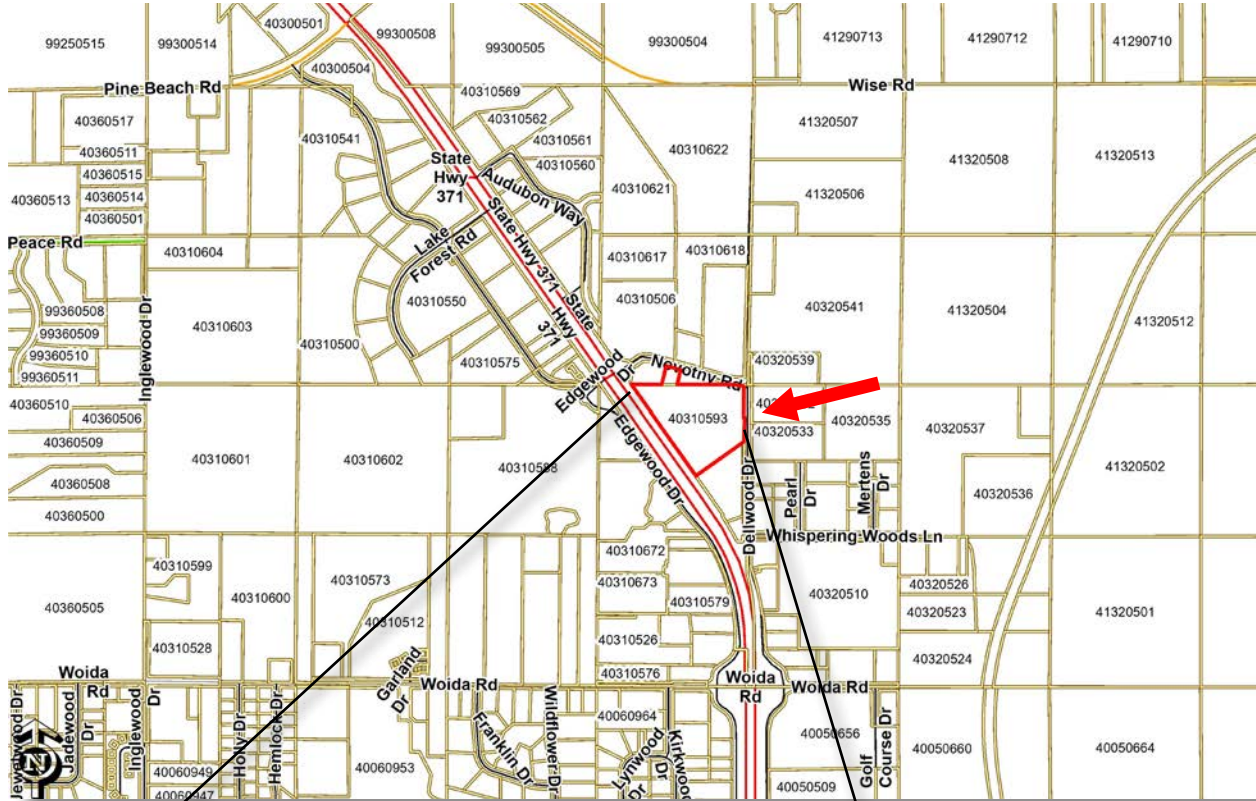 99250515
99300514
40300501
99300508
99300505
99300504
41290713
41290712
41290710
40300504
Pine Beach Rd
Wise Rd
40310569
40360517
40310541
40310562
40310561
40310622
41320507
41320508
41320513
40360511
40360515
State
Hwy
371
40310560
40360514
40360513
40360501
Audubon Way
40310621
41320506
State Hwy 371
Peace Rd
40310604
Lake
Forest Rd
40310617
40310618
40310550
40310506
40320541
41320504
41320512
99360508
99360509
40310603
40310500
State
Hwy
371
99360510
99360511
Inglewood Dr
40310575
Edgewood
Dr
Novotny Rd
40320539
40360510
40360506
40310593
40320533
40320535
40320537
40360509
40310601
40310602
Edgewood Dr
41320502
40360508
40320536
40360500
Dellwood Dr
Pearl
Dr
Mertens
Dr
Whispering Woods Ln
40310599
40310573
40310672
40310673
40320526
40360505
40310600
40310512
40310579
40320510
40320523
41320501
40310528
40310526
40320524
Garland
Dr
40310576
Woida
Rd
Woida Rd
Woida
Rd
Woida Rd
Jewelwood Dr
Jadewood
Dr
Inglewood
Dr
Holly Dr
Hemlock Dr
Franklin Dr
Wildflower Dr
40060964
Lynwood
Dr
Kirkwood
Dr
40050656
Golf
Course Dr
40050660
40050664
N
40060949
40060947
40060953
40050509